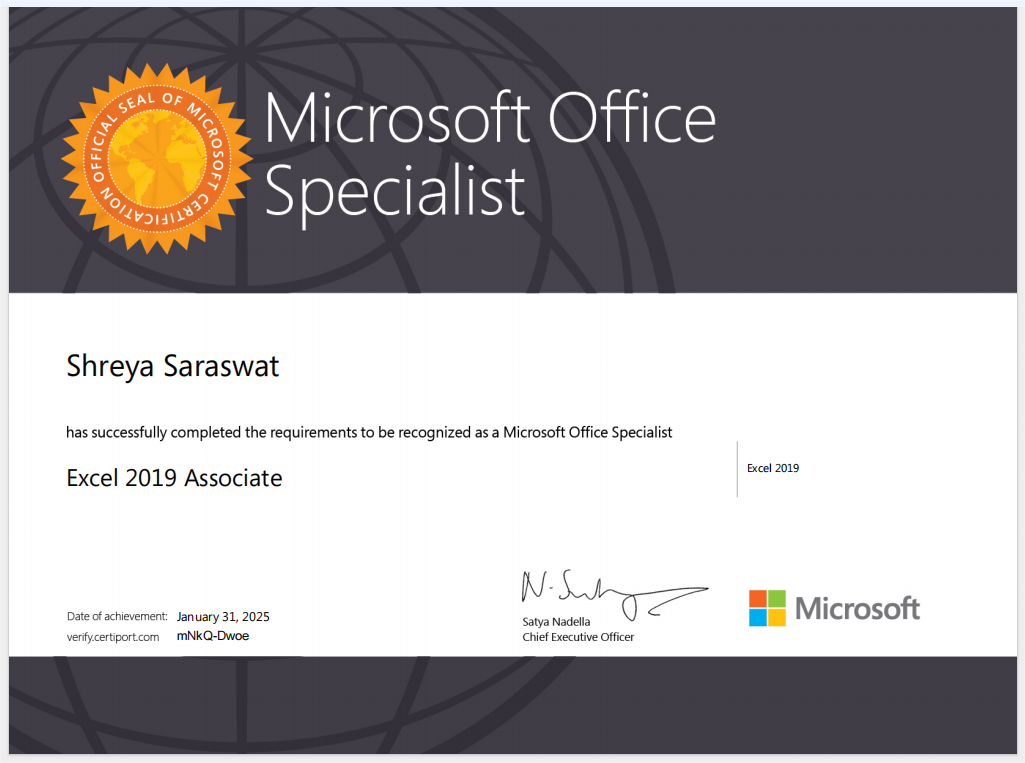 OFFICIAL SEAL OF MICROSOFT CERTIFICATION
Microsoft Office
Specialist
Shreya Saraswat
has successfully completed the requirements to be recognized as a Microsoft Office Specialist
Excel 2019 Associate
Excel 2019
N. Satya
Satya Nadella
Chief Executive Officer
Microsoft
Date of achievement: January 31, 2025
verify.certiport.com mNkQ-Dwoe